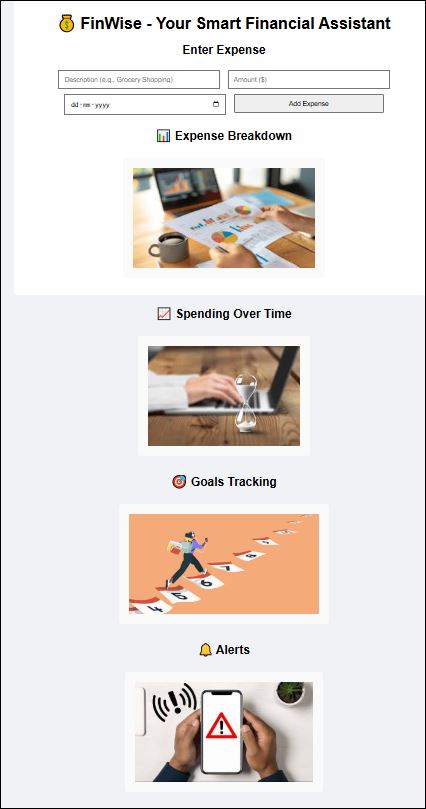 💰 FinWise - Your Smart Financial Assistant
Enter Expense
Description (e.g., Grocery Shopping) Amount ($)
dd-mm-yyyy Add Expense
📊 Expense Breakdown
📈 Spending Over Time
🎯 Goals Tracking
4
5
6
7
8
🔔 Alerts
!